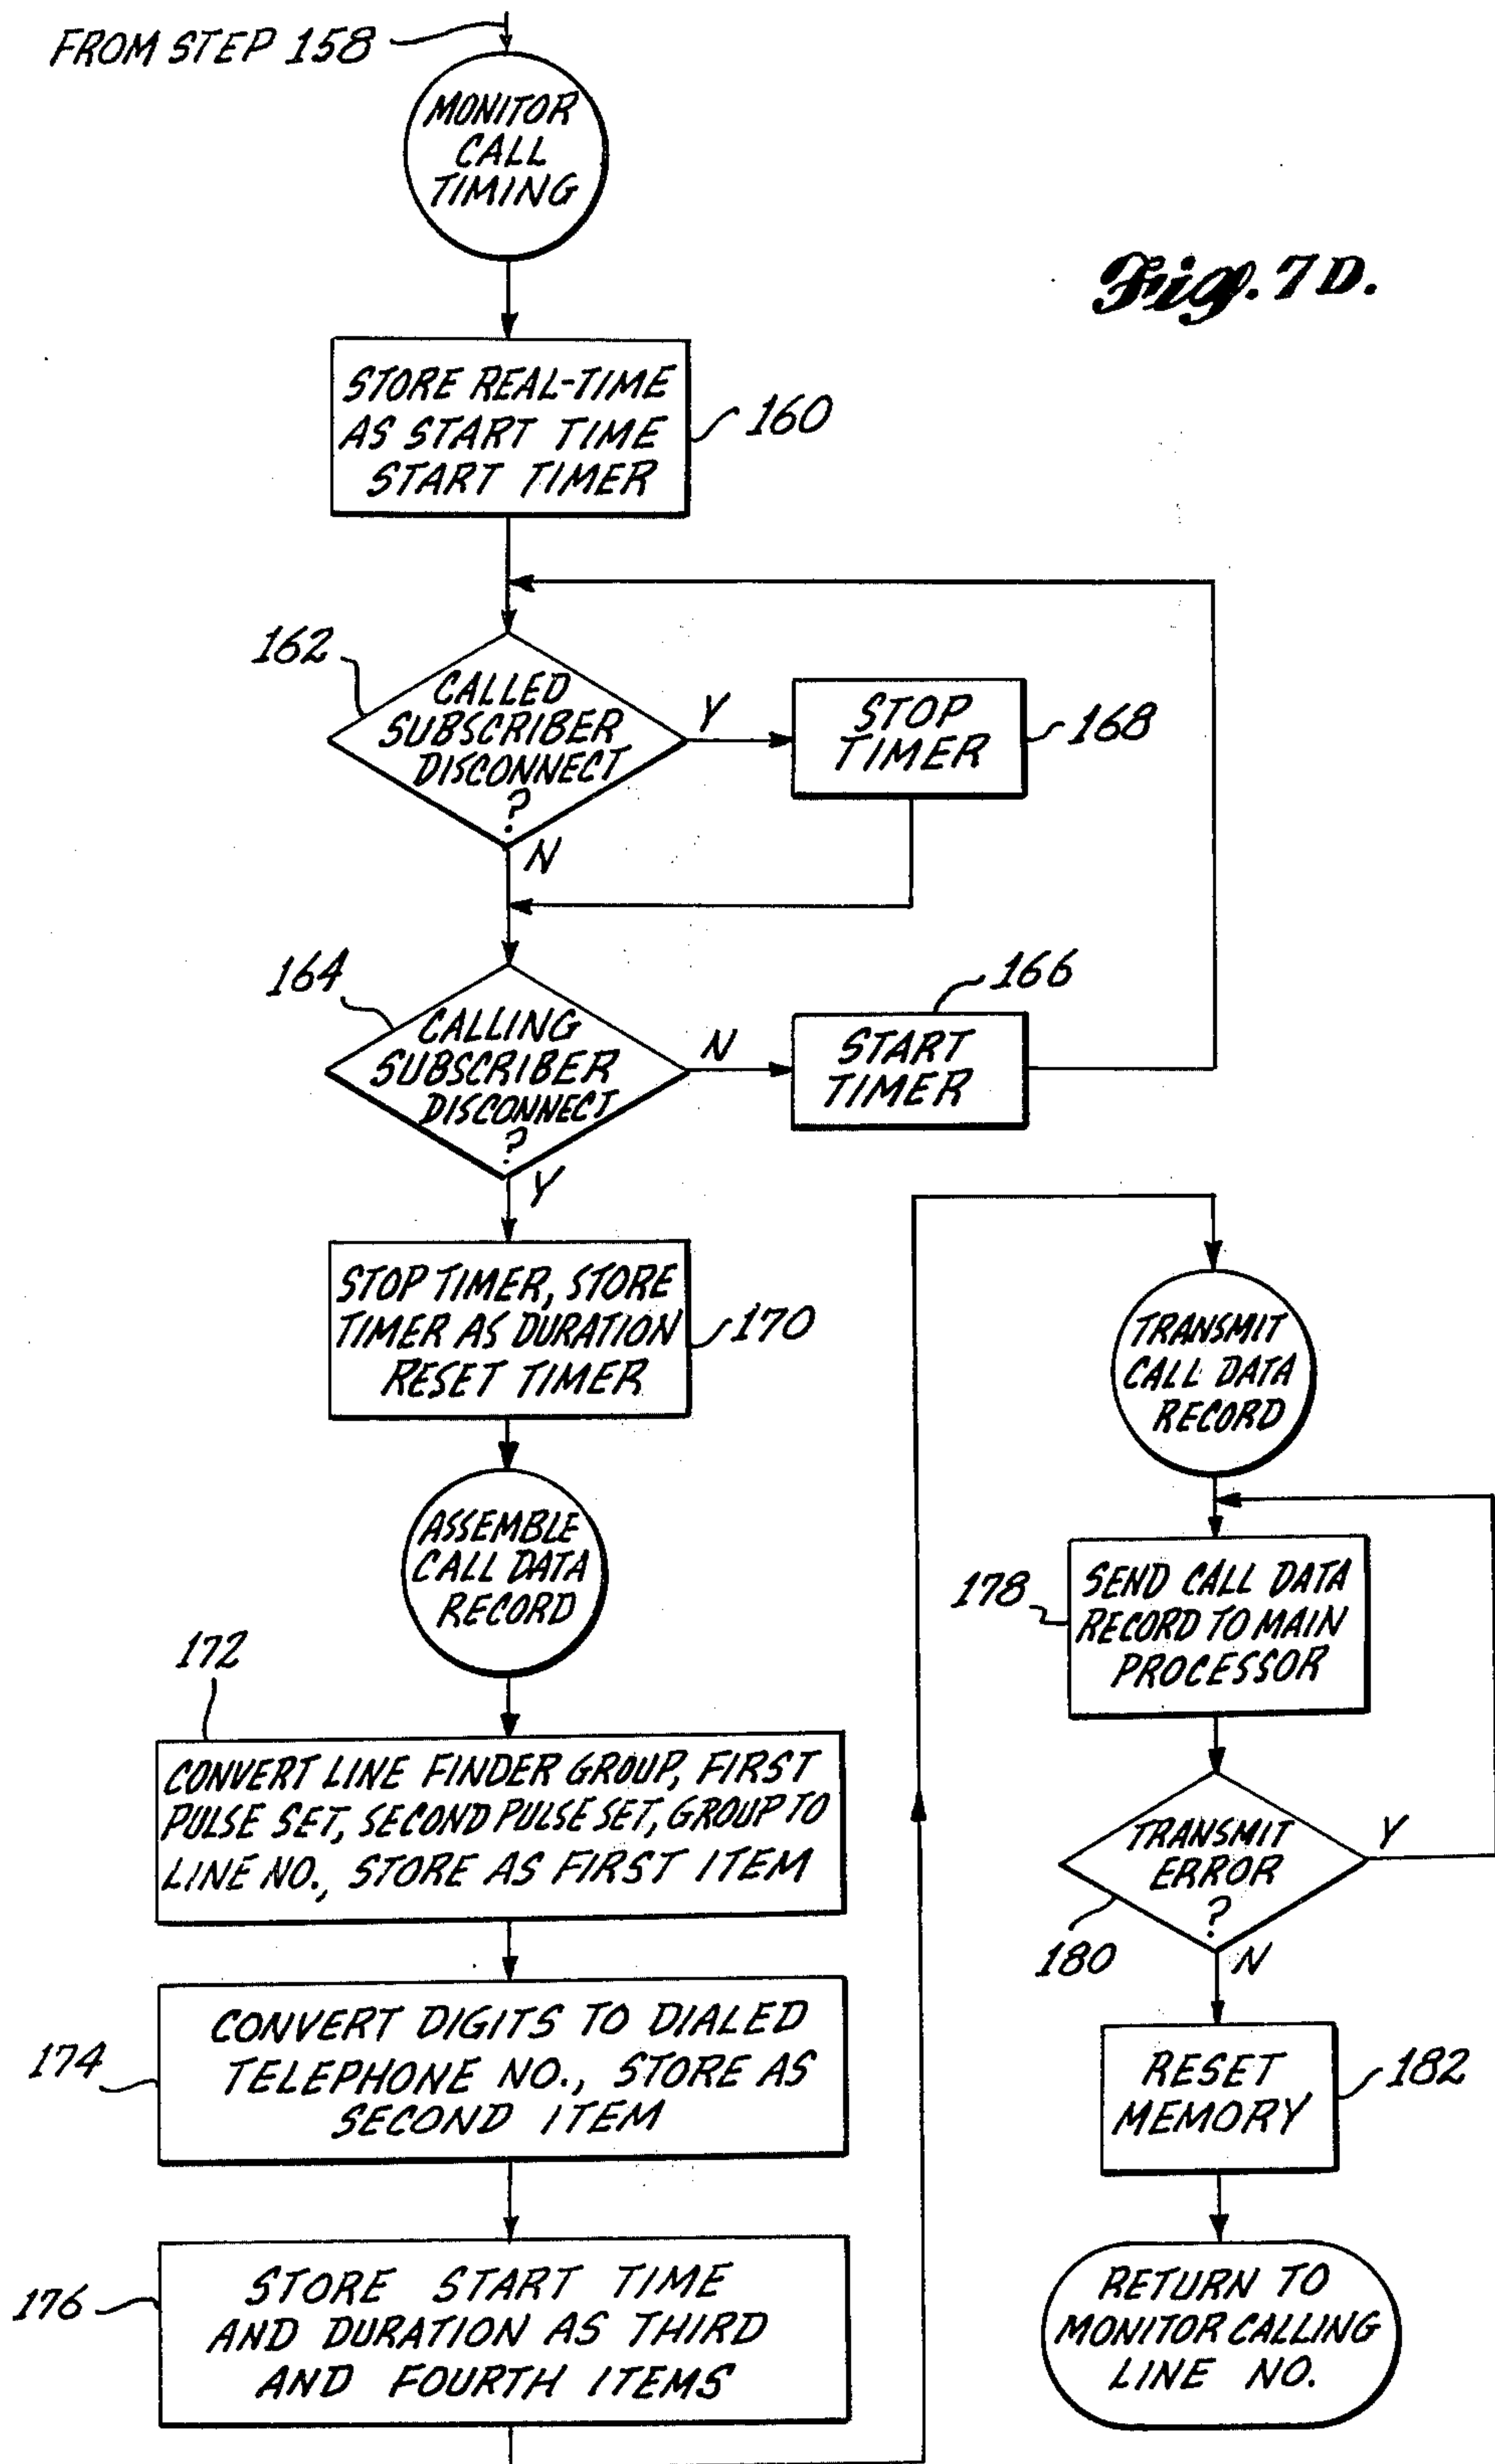 FROM STEP 158
MONITOR
CALL
TIMING
Fig. 7D.
STORE REAL-TIME
AS START TIME
START TIMER
160
162
CALLED
SUBSCRIBER
DISCONNECT
?
Y
N
STOP
TIMER
168
164
CALLING
SUBSCRIBER
DISCONNECT
?
N
Y
166
START
TIMER
STOP TIMER, STORE
TIMER AS DURATION
RESET TIMER
170
ASSEMBLE
CALL DATA
RECORD
172
CONVERT LINE FINDER GROUP, FIRST
PULSE SET, SECOND PULSE SET, GROUP TO
LINE NO., STORE AS FIRST ITEM
174
CONVERT DIGITS TO DIALED
TELEPHONE NO., STORE AS
SECOND ITEM
176
STORE START TIME
AND DURATION AS THIRD
AND FOURTH ITEMS
TRANSMIT
CALL DATA
RECORD
178
SEND CALL DATA
RECORD TO MAIN
PROCESSOR
TRANSMIT
ERROR
?
Y
180
N
RESET
MEMORY
182
RETURN TO
MONITOR CALLING
LINE NO.